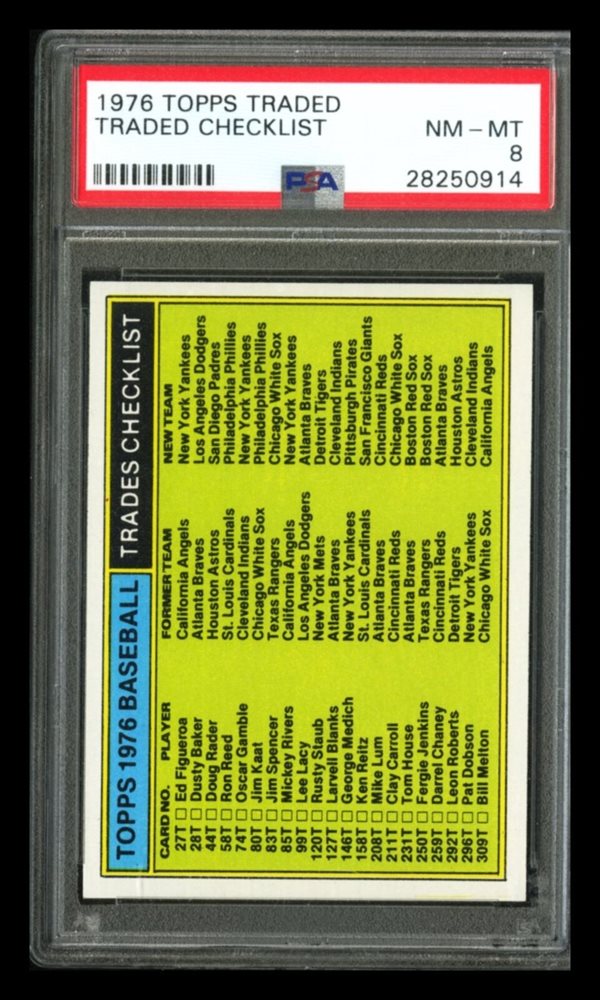 1976 TOPPS TRADED
TRADED CHECKLIST NM – MT
8
PSA 28250914
TOPPS 1976 BASEBALL TRADES CHECKLIST
CARD NO. PLAYER FORMER TEAM NEW TEAM
27T Ed Figueroa California Angels New York Yankees
28T Dusty Baker Atlanta Braves Los Angeles Dodgers
44T Doug Rader Houston Astros San Diego Padres
58T Ron Reed St. Louis Cardinals Philadelphia Phillies
74T Oscar Gamble Cleveland Indians New York Yankees
80T Jim Kaat Chicago White Sox Philadelphia Phillies
83T Jim Spencer Texas Rangers Chicago White Sox
85T Mickey Rivers California Angels New York Yankees
99T Lee Lacy Los Angeles Dodgers Atlanta Braves
120T Rusty Staub New York Mets Detroit Tigers
127T Larvell Blanks Atlanta Braves Cleveland Indians
146T George Medich New York Yankees Pittsburgh Pirates
158T Ken Reitz St. Louis Cardinals San Francisco Giants
208T Mike Lum Atlanta Braves Cincinnati Reds
211T Clay Carroll Cincinnati Reds Chicago White Sox
231T Tom House Atlanta Braves Boston Red Sox
250T Fergie Jenkins Texas Rangers Boston Red Sox
259T Darrel Chaney Cincinnati Reds Atlanta Braves
292T Leon Roberts Detroit Tigers Houston Astros
296T Pat Dobson New York Yankees Cleveland Indians
309T Bill Melton Chicago White Sox California Angels